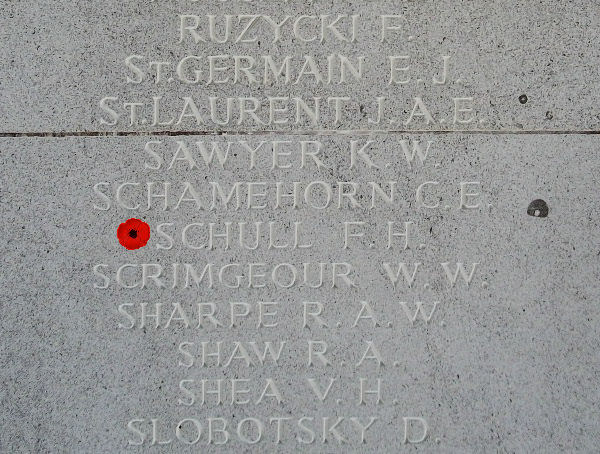 RUZYCKI F.
ST.GERMAIN E.J.
ST.LAURENT J.A.E.
SAWYER K.W.
SCHAMEHORN C.E.
SCHULL F.H.
SCRIMGEOUR W.W.
SHARPE R.A.W.
SHAW R.A.
SHEA V.H.
SLOBOTSKY D.